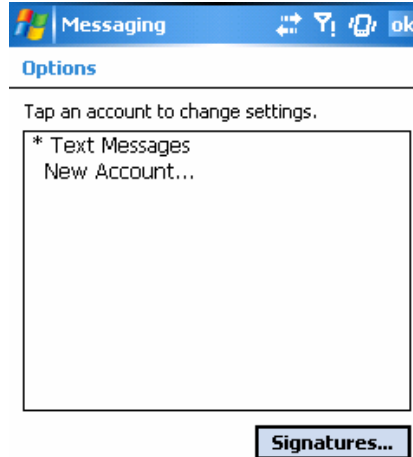 Messaging
ok
Options
Tap an account to change settings.
* Text Messages
New Account...
Signatures...